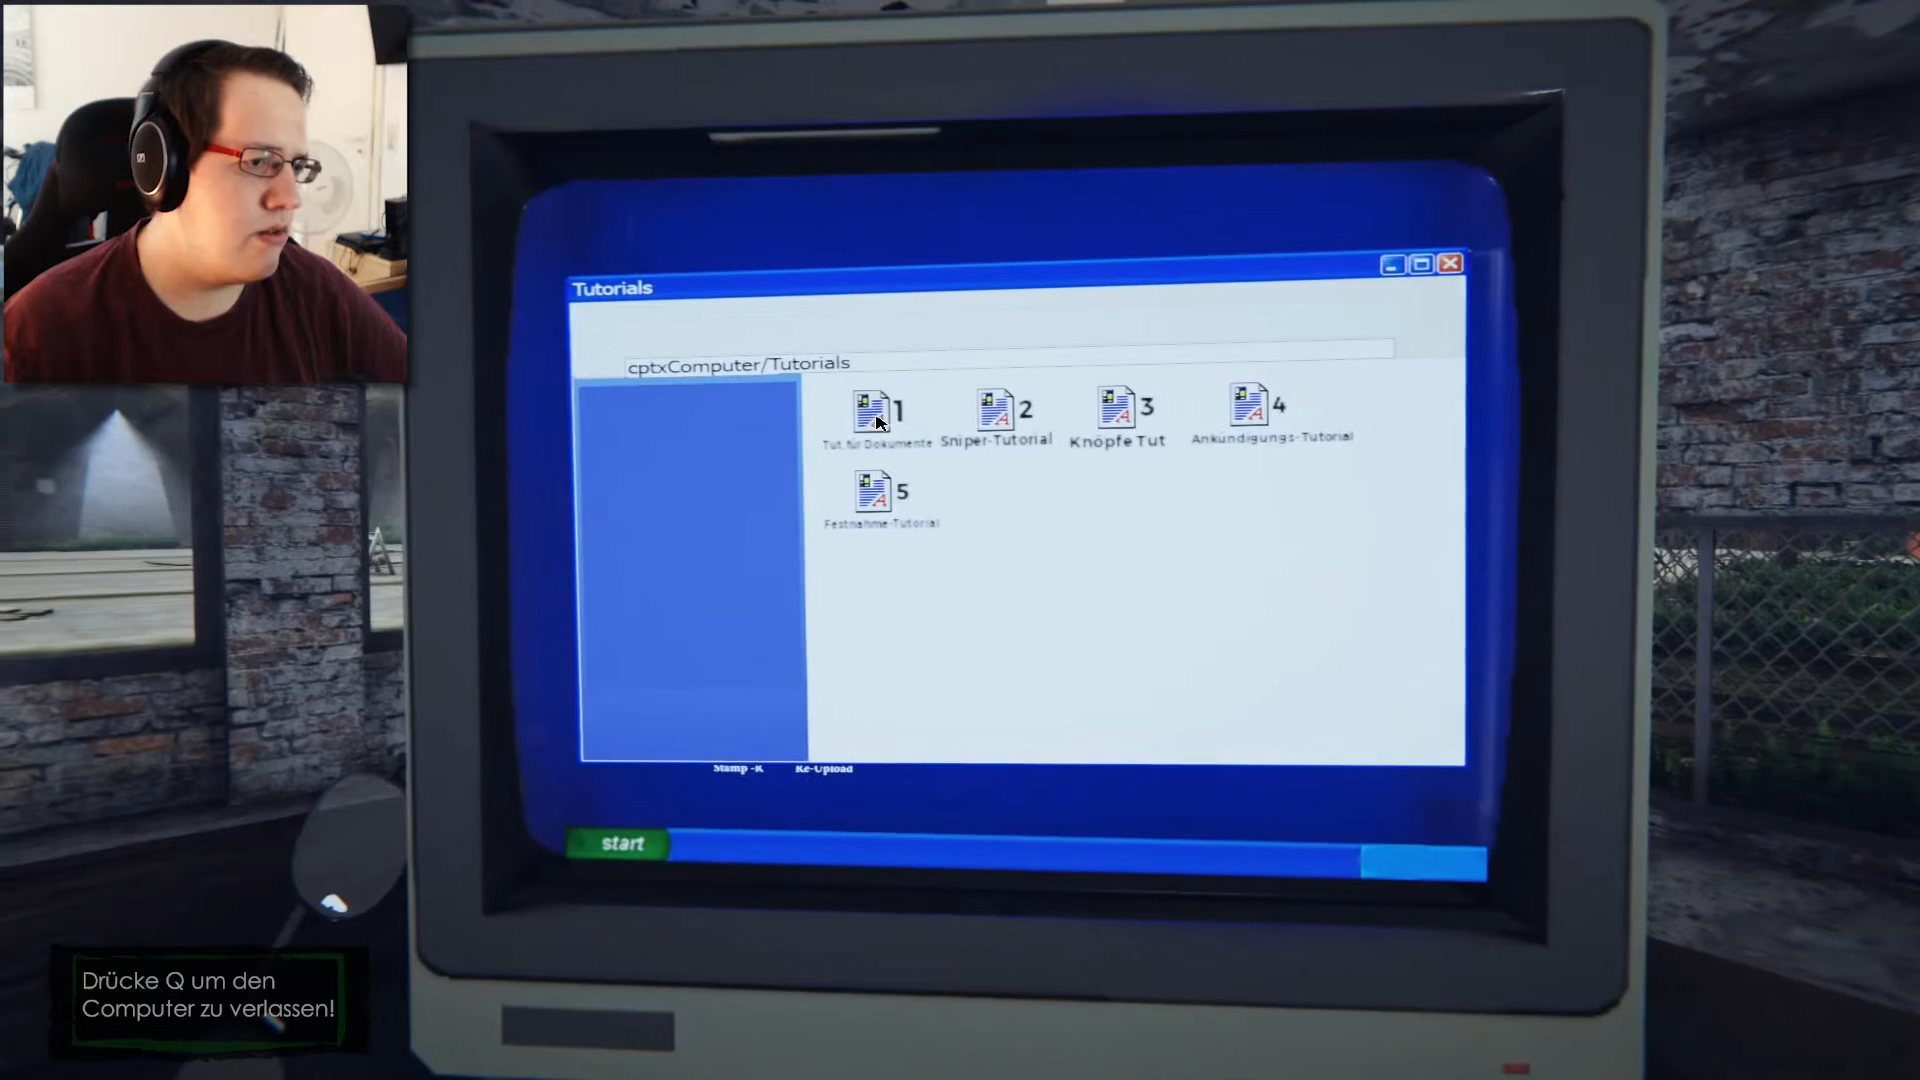 Tutorials
cptxComputer/Tutorials
1
2
3
4
Tut für Dokumente
Sniper-Tutorial
Knöpfe Tut
Ankündigungs-Tutorial
5
Festnahme-Tutorial
Stamp -R
Re-Upload
start
Drücke Q um den
Computer zu verlassen!